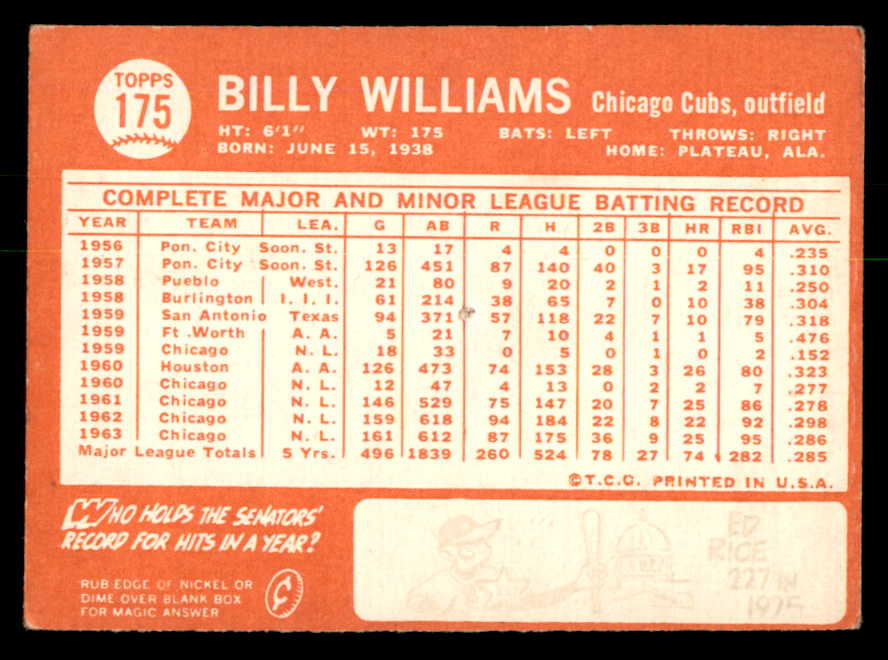 TOPPS
175
BILLY WILLIAMS Chicago Cubs, outfield
HT: 6'1" WT: 175 BATS: LEFT THROWS: RIGHT
BORN: JUNE 15, 1938 HOME: PLATEAU, ALA.
COMPLETE MAJOR AND MINOR LEAGUE BATTING RECORD
YEAR TEAM LEA. G AB R H 2B 3B HR RBI AVG.
1956 Pon. City Soon. St. 13 17 4 4 0 0 0 4 .235
1957 Pon. City Soon. St. 126 451 87 140 40 3 17 95 .310
1958 Pueblo West. 21 80 9 20 2 1 2 11 .250
1958 Burlington I. I. I. 61 214 38 65 7 0 10 38 .304
1959 San Antonio Texas 94 371 57 118 22 7 10 79 .318
1959 Ft .Worth A. A. 5 21 7 10 4 1 1 5 .476
1959 Chicago N. L. 18 33 0 5 0 1 0 2 .152
1960 Houston A. A. 126 473 74 153 28 3 26 80 .323
1960 Chicago N. L. 12 47 4 13 0 2 2 7 .277
1961 Chicago N. L. 146 529 75 147 20 7 25 86 .278
1962 Chicago N. L. 159 618 94 184 22 8 22 92 .298
1963 Chicago N. L. 161 612 87 175 36 9 25 95 .286
Major League Totals 5 Yrs. 496 1839 260 524 78 27 74 282 .285
©T.C.G. PRINTED IN U.S.A.
WHO HOLDS THE SENATORS'
RECORD FOR HITS IN A YEAR?
RUB EDGE OF NICKEL OR
DIME OVER BLANK BOX
FOR MAGIC ANSWER
¢
ED
RICE
227 IN
1925